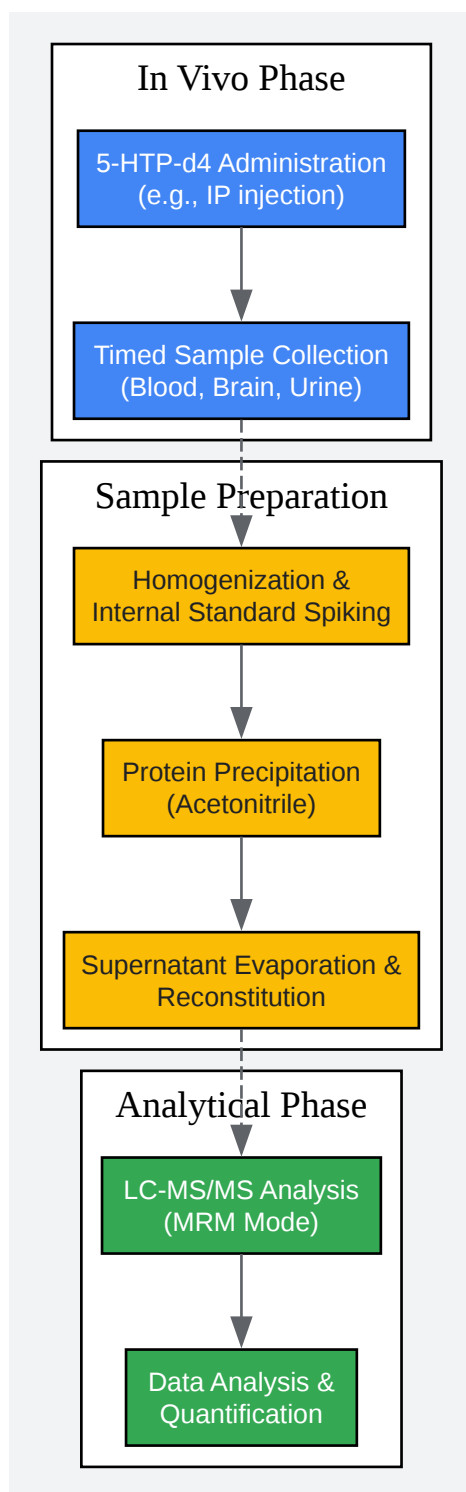 In Vivo Phase
5-HTP-d4 Administration
(e.g., IP injection)
Timed Sample Collection
(Blood, Brain, Urine)
Sample Preparation
Homogenization &
Internal Standard Spiking
Protein Precipitation
(Acetonitrile)
Supernatant Evaporation &
Reconstitution
Analytical Phase
LC-MS/MS Analysis
(MRM Mode)
Data Analysis &
Quantification